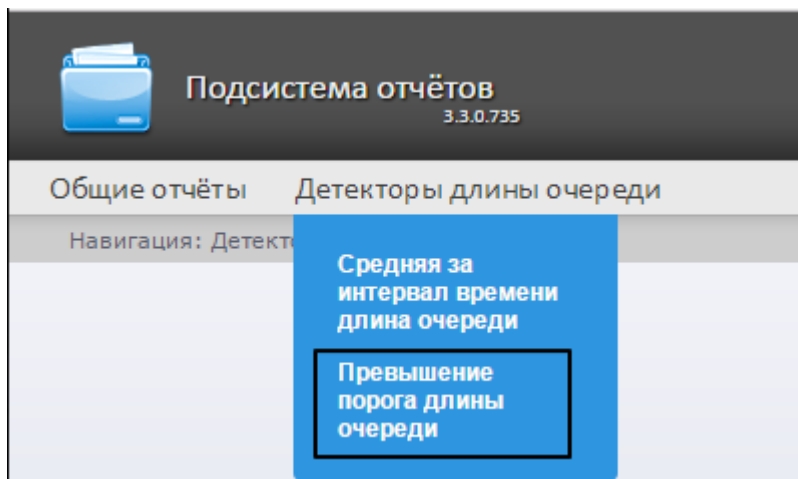 Подсистема отчётов
3.3.0.735
Общие отчёты Детекторы длины очереди
Навигация:
Средняя за
интервал времени
длина очереди
Превышение
порога длины
очереди